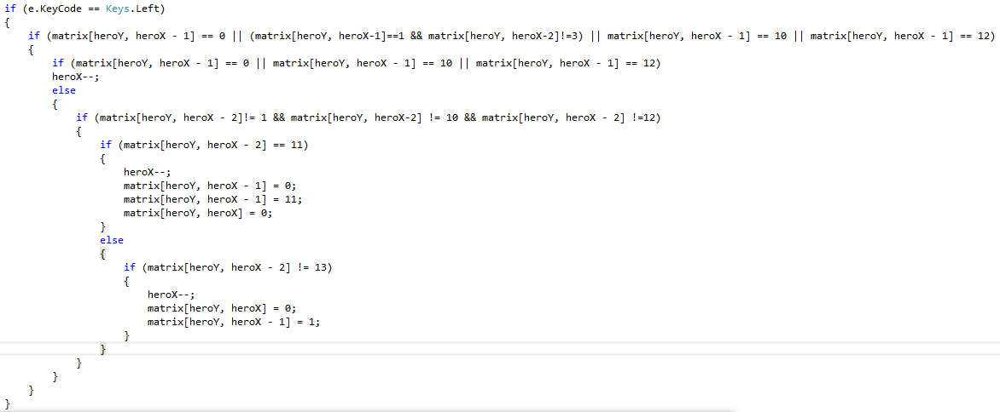 if (e.KeyCode == Keys.Left)
{
    if (matrix[heroY, heroX - 1] == 0 || (matrix[heroY, heroX-1]==1 && matrix[heroY, heroX-2]!=3) || matrix[heroY, heroX - 1] == 10 || matrix[heroY, heroX - 1] == 12)
    {
        if (matrix[heroY, heroX - 1] == 0 || matrix[heroY, heroX - 1] == 10 || matrix[heroY, heroX - 1] == 12)
        heroX--;
        else
        {
            if (matrix[heroY, heroX - 2]!= 1 && matrix[heroY, heroX-2] != 10 && matrix[heroY, heroX - 2] !=12)
            {
                if (matrix[heroY, heroX - 2] == 11)
                {
                    heroX--;
                    matrix[heroY, heroX - 1] = 0;
                    matrix[heroY, heroX - 1] = 11;
                    matrix[heroY, heroX] = 0;
                }
                else
                {
                    if (matrix[heroY, heroX - 2] != 13)
                    {
                        heroX--;
                        matrix[heroY, heroX] = 0;
                        matrix[heroY, heroX - 1] = 1;
                    }
                }
            }
        }
    }
}